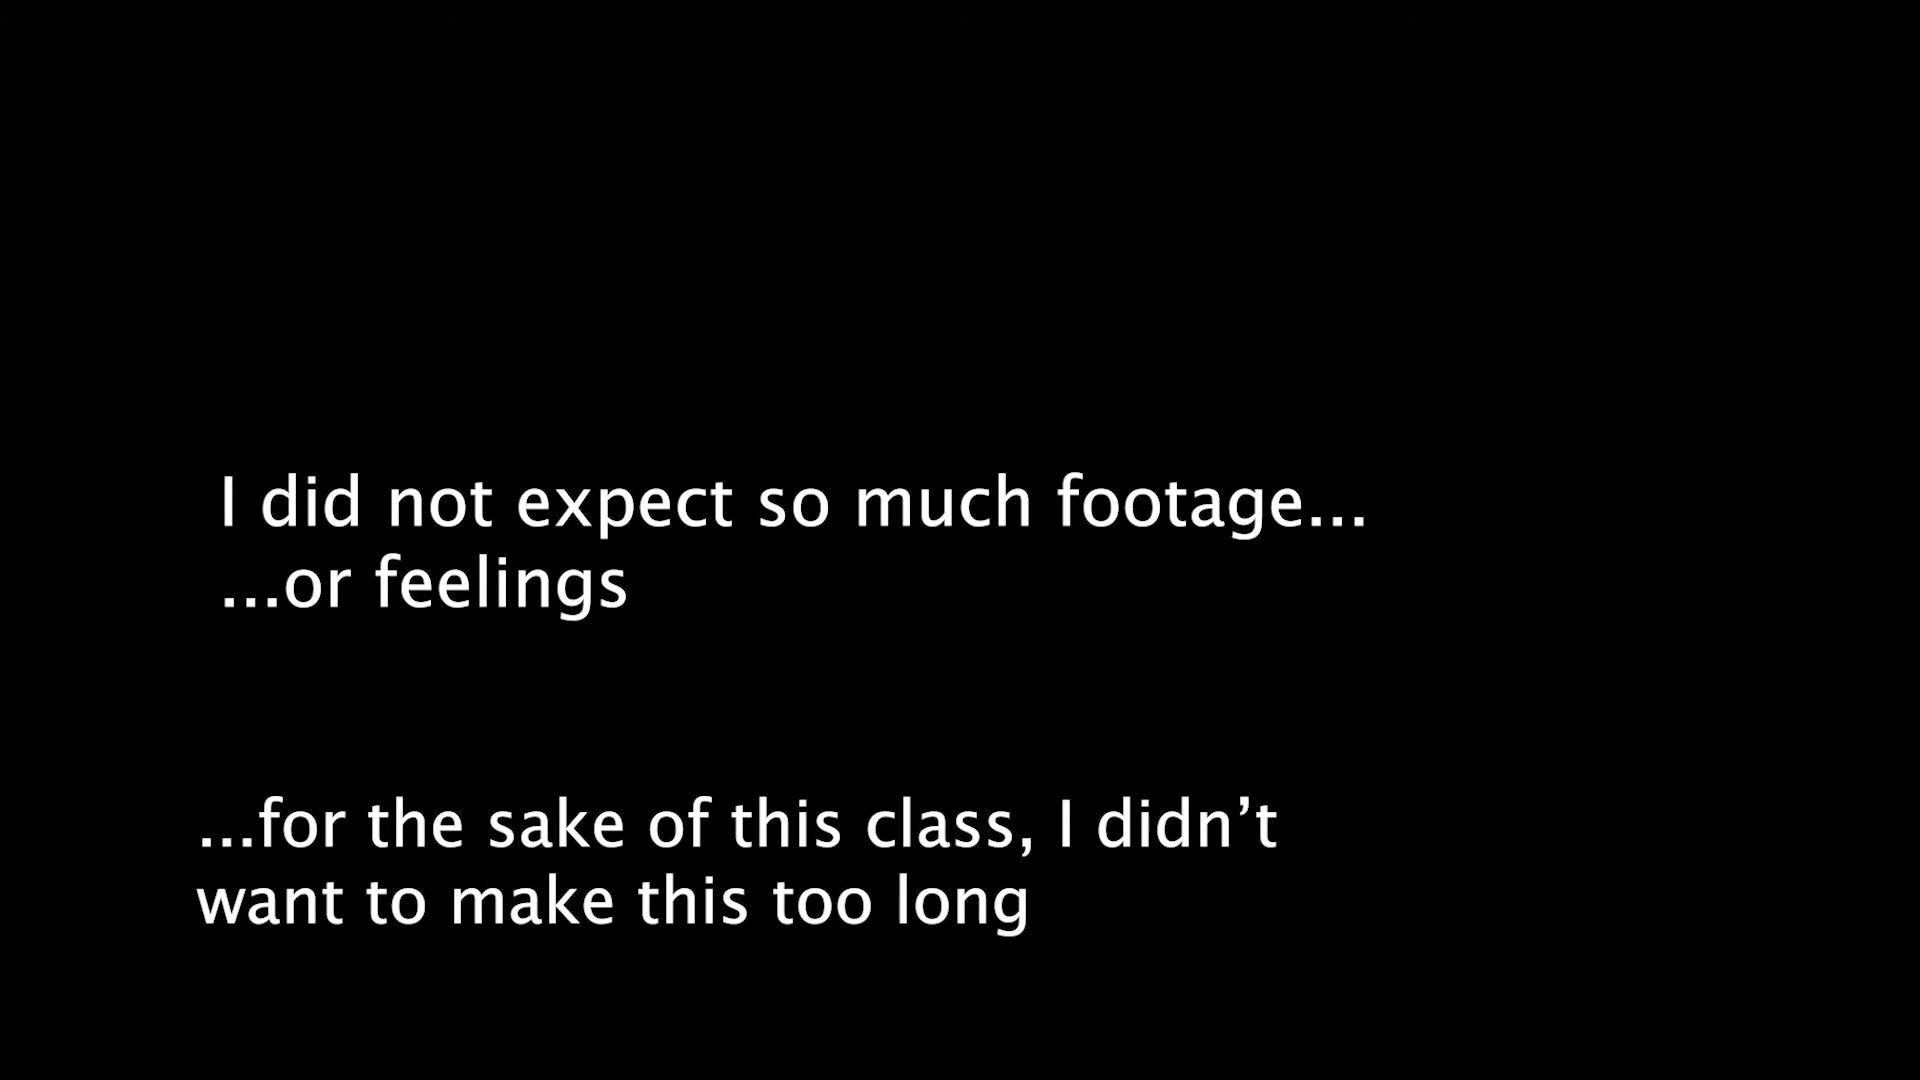 I did not expect so much footage...
...or feelings
...for the sake of this class, I didn’t
want to make this too long